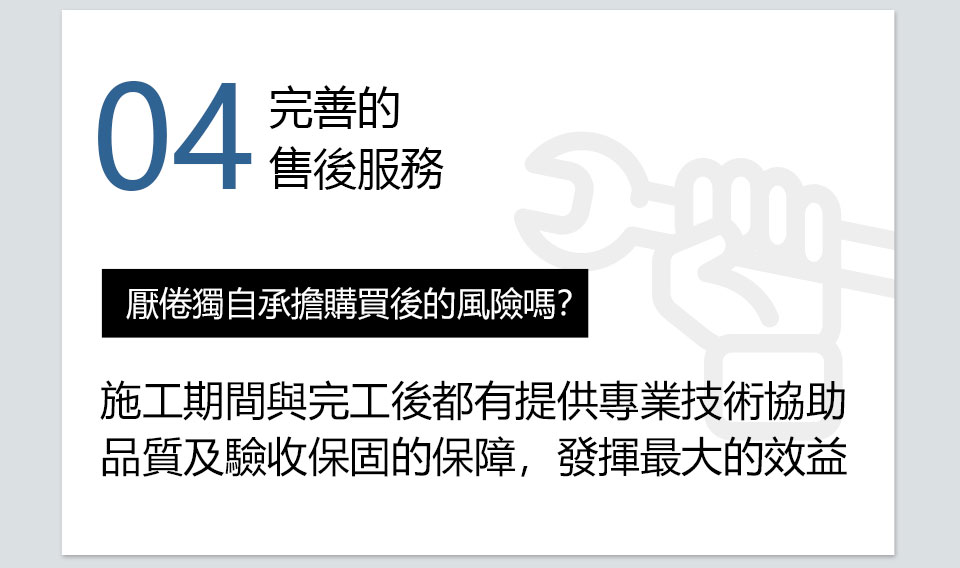 04
完善的
售後服務
厭倦獨自承擔購買後的風險嗎？
施工期間與完工後都有提供專業技術協助
品質及驗收保固的保障，發揮最大的效益